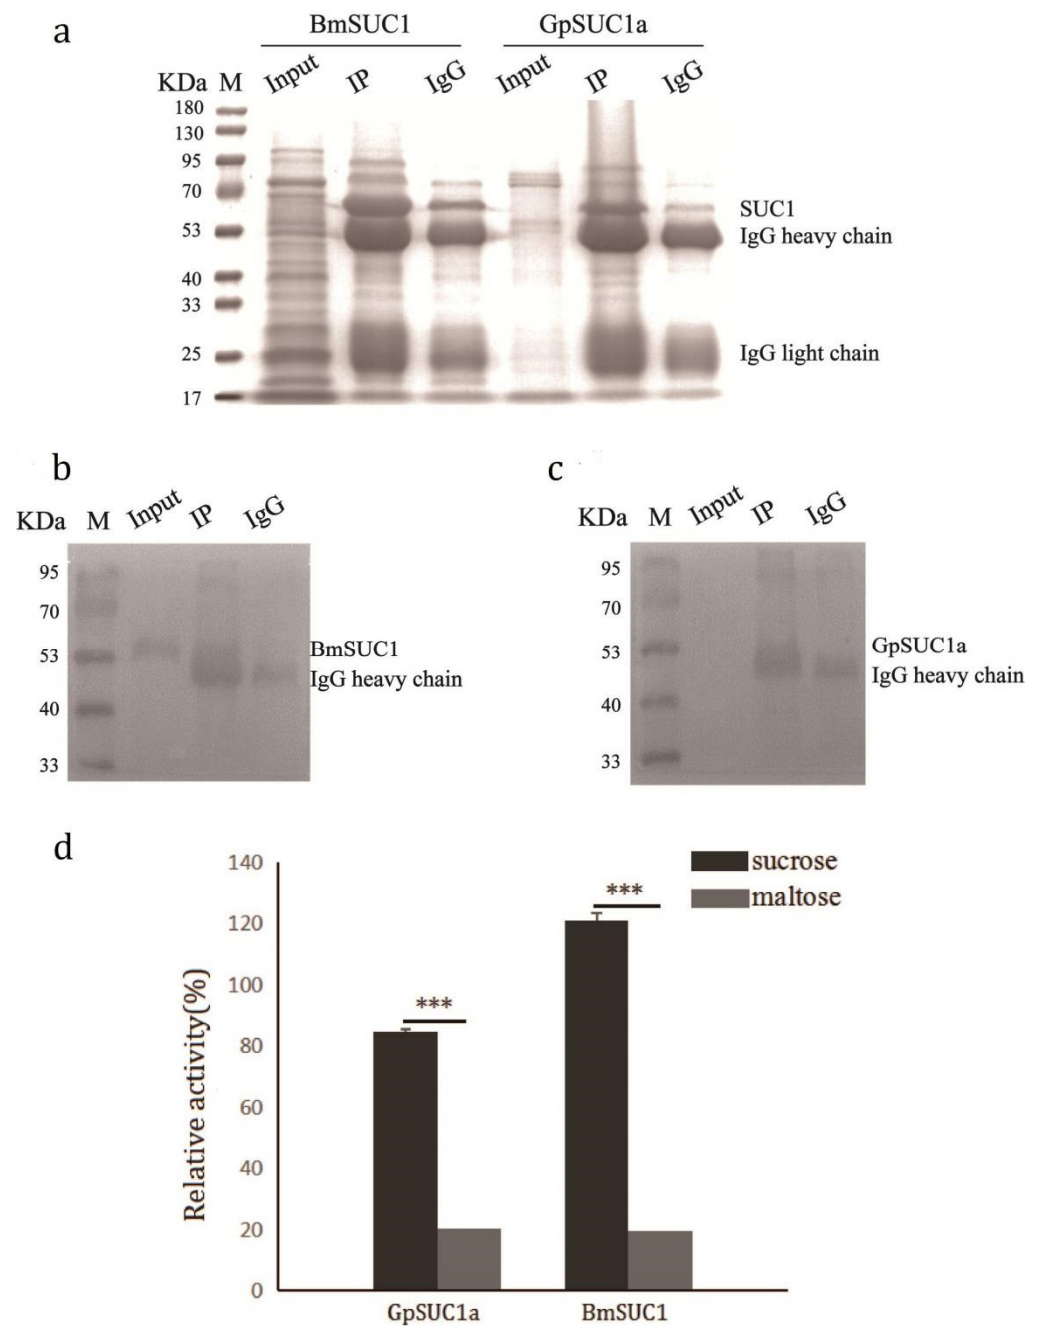 a
BmSUC1
GpSUC1a
KDa M Input IP IgG Input IP IgG
180
130
95
70
SUC1
53
IgG heavy chain
40
33
25
IgG light chain
17
b
KDa M Input IP IgG
95
70
BmSUC1
53
IgG heavy chain
40
33
c
KDa M Input IP IgG
95
70
GpSUC1a
53
IgG heavy chain
40
33
d
sucrose
maltose
Relative activity(%)
140
120
100
80
60
40
20
0
***
***
GpSUC1a
BmSUC1